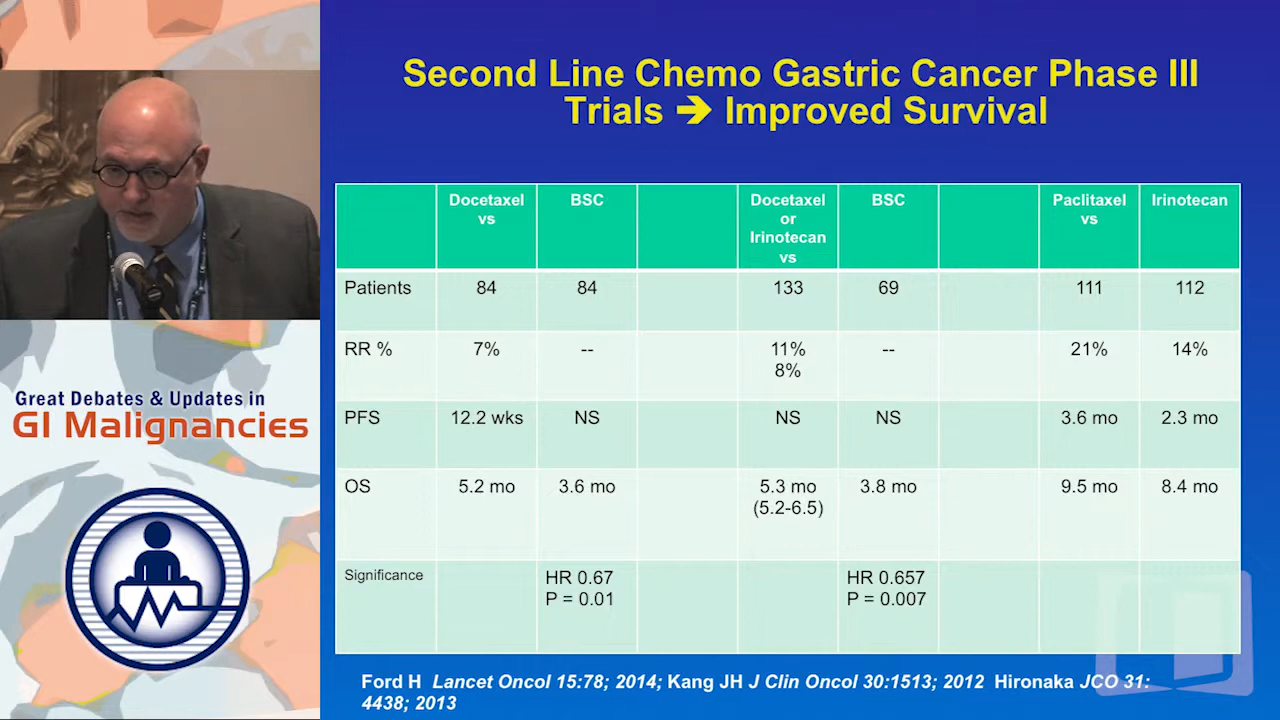 Second Line Chemo Gastric Cancer Phase III
Trials ➔ Improved Survival
Docetaxel vs BSC Docetaxel or Irinotecan vs BSC Paclitaxel vs Irinotecan
Patients 84 84 133 69 111 112
RR % 7% -- 11% 8% -- 21% 14%
PFS 12.2 wks NS NS NS 3.6 mo 2.3 mo
OS 5.2 mo 3.6 mo 5.3 mo (5.2-6.5) 3.8 mo 9.5 mo 8.4 mo
Significance HR 0.67 P = 0.01 HR 0.657 P = 0.007
Ford H Lancet Oncol 15:78; 2014; Kang JH J Clin Oncol 30:1513; 2012 Hironaka JCO 31:
4438; 2013
Great Debates & Updates in
GI Malignancies